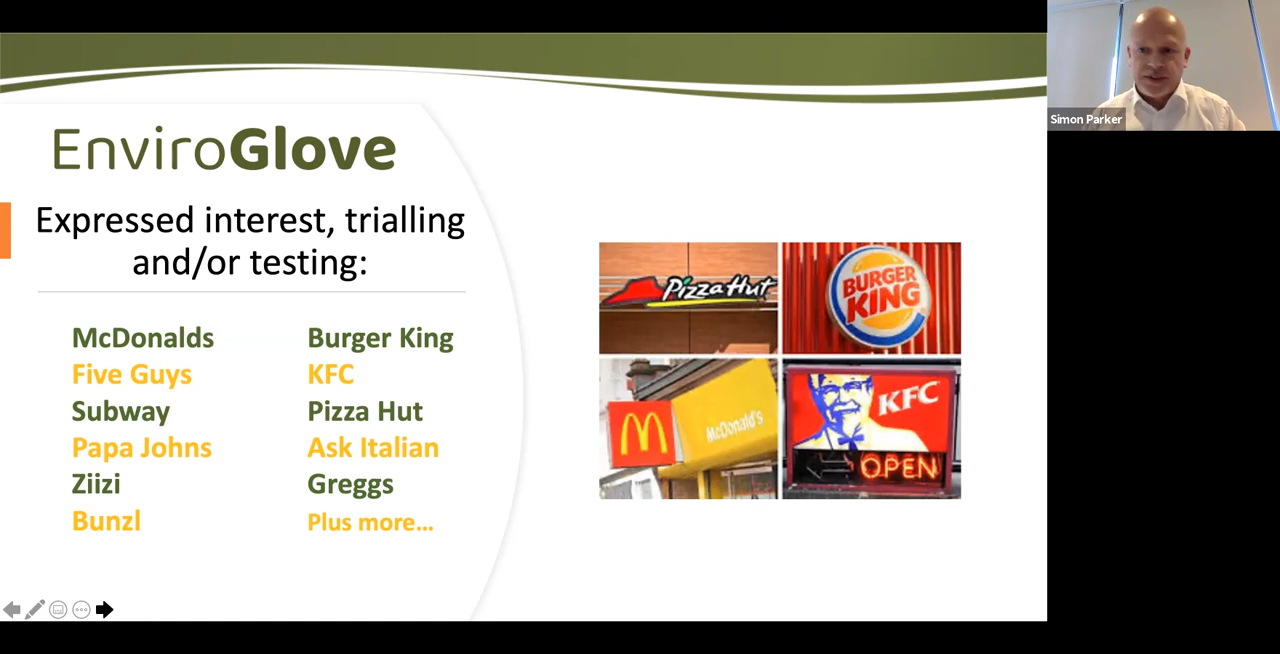 EnviroGlove
Expressed interest, trialling
and/or testing:
McDonalds
Five Guys
Subway
Papa Johns
Ziizi
Bunzl
Burger King
KFC
Pizza Hut
Ask Italian
Greggs
Plus more...
Pizza Hut
BURGER
KING
McDonald's
KFC
OPEN
Simon Parker